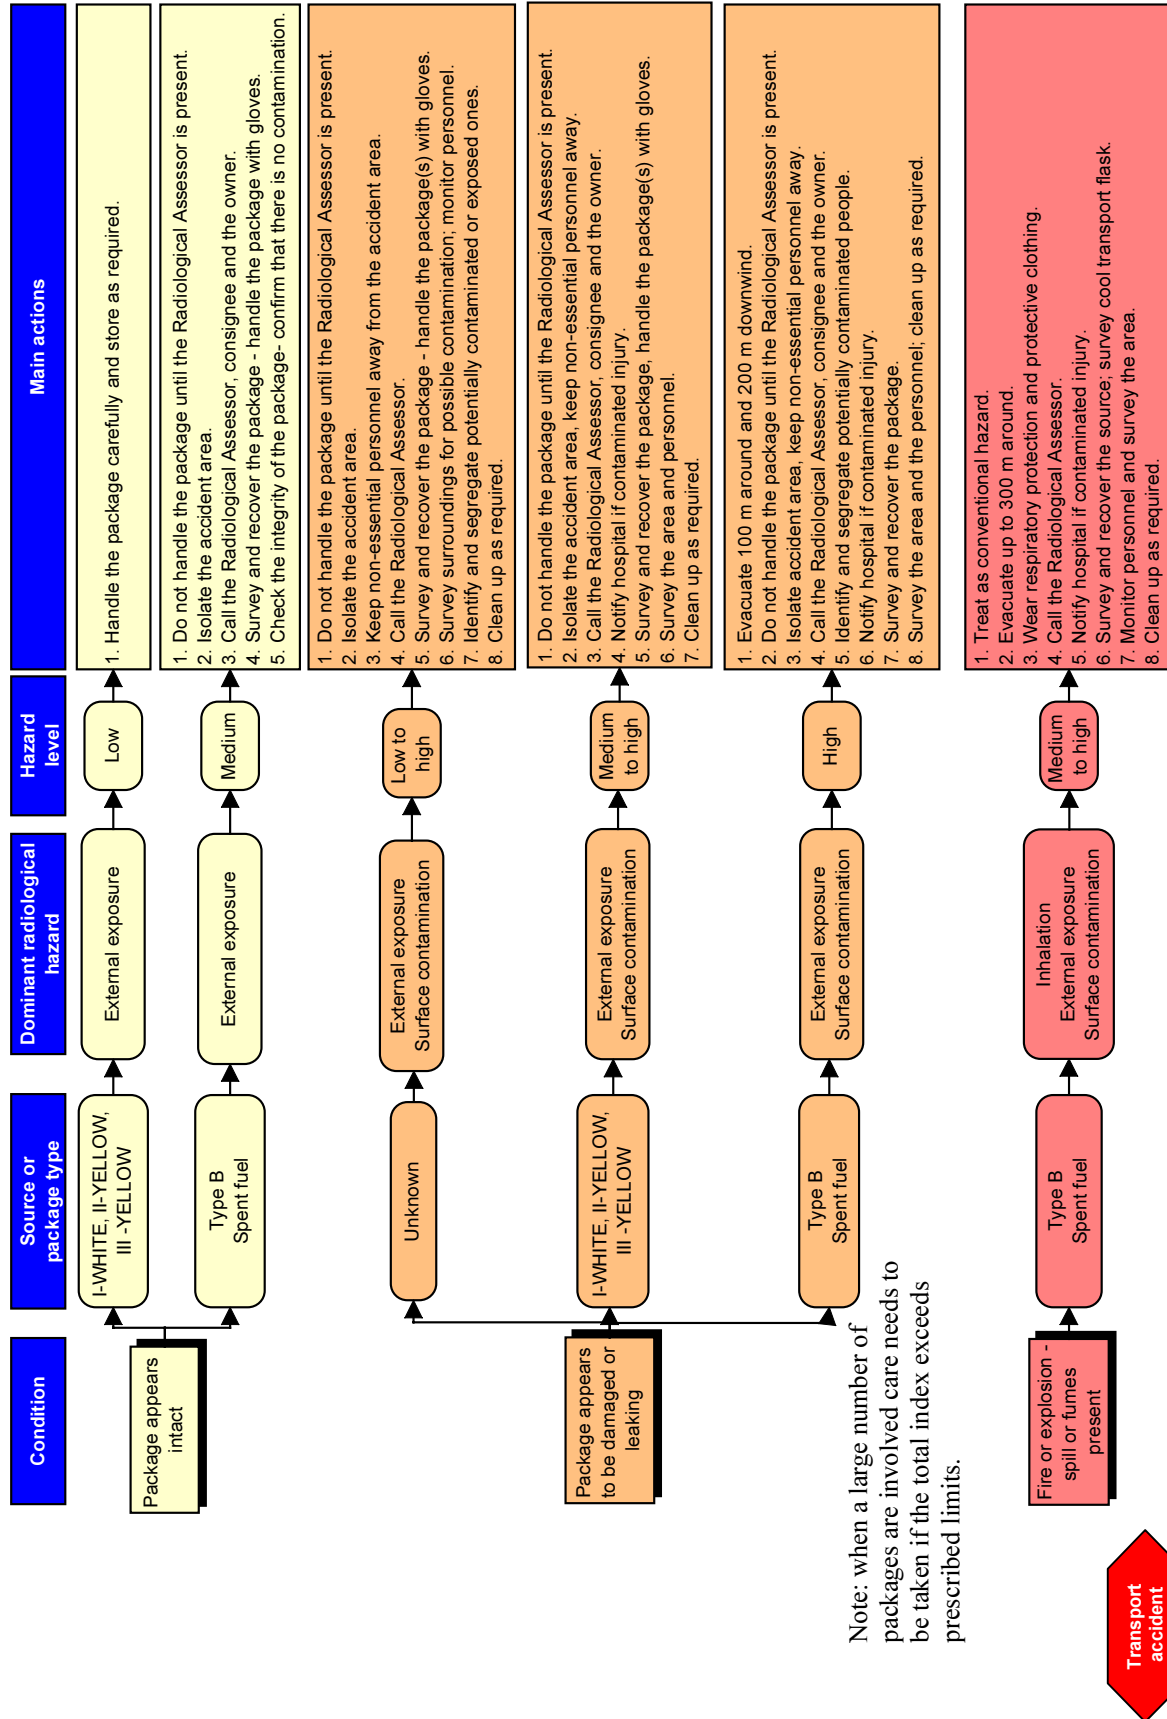 Condition
Source or
package type
Dominant radiological
hazard
Hazard
level
Main actions
Package appears
intact
I-WHITE, II-YELLOW,
III -YELLOW
External exposure
Low
1. Handle the package carefully and store as required.
Type B
Spent fuel
External exposure
Medium
1. Do not handle the package until the Radiological Assessor is present.
2. Isolate the accident area.
3. Call the Radiological Assessor, consignee and the owner.
4. Survey and recover the package - handle the package with gloves.
5. Check the integrity of the package- confirm that there is no contamination.
Package appears
to be damaged or
leaking
Unknown
External exposure
Surface contamination
Low to
high
1. Do not handle the package until the Radiological Assessor is present.
2. Isolate the accident area.
3. Keep non-essential personnel away from the accident area.
4. Call the Radiological Assessor.
5. Survey and recover the package - handle the package(s) with gloves.
6. Survey surroundings for possible contamination; monitor personnel.
7. Identify and segregate potentially contaminated or exposed ones.
8. Clean up as required.
I-WHITE, II-YELLOW,
III -YELLOW
External exposure
Surface contamination
Medium
to high
1. Do not handle the package until the Radiological Assessor is present.
2. Isolate the accident area, keep non-essential personnel away.
3. Call the Radiological Assessor, consignee and the owner.
4. Notify hospital if contaminated injury.
5. Survey and recover the package, handle the package(s) with gloves.
6. Survey the area and personnel.
7. Clean up as required.
Type B
Spent fuel
External exposure
Surface contamination
High
1. Evacuate 100 m around and 200 m downwind.
2. Do not handle the package until the Radiological Assessor is present.
3. Isolate accident area, keep non-essential personnel away.
4. Call the Radiological Assessor, consignee and the owner.
5. Identify and segregate potentially contaminated people.
6. Notify hospital if contaminated injury.
7. Survey and recover the package.
8. Survey the area and the personnel; clean up as required.
Note: when a large number of
packages are involved care needs to
be taken if the total index exceeds
prescribed limits.
Fire or explosion -
spill or fumes
present
Type B
Spent fuel
Inhalation
External exposure
Surface contamination
Medium
to high
1. Treat as conventional hazard.
2. Evacuate up to 300 m around.
3. Wear respiratory protection and protective clothing.
4. Call the Radiological Assessor.
5. Notify hospital if contaminated injury.
6. Survey and recover the source; survey cool transport flask.
7. Monitor personnel and survey the area.
8. Clean up as required.
Transport
accident